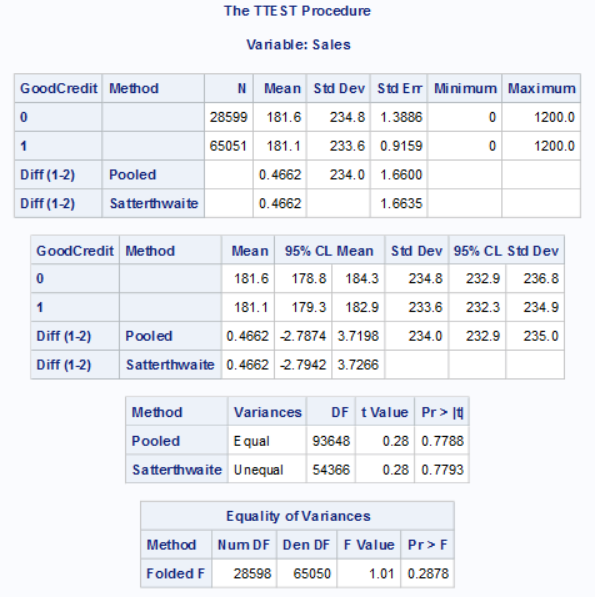 The TTEST Procedure
Variable: Sales
GoodCredit Method N Mean Std Dev Std Err Minimum Maximum
0 28599 181.6 234.8 1.3886 0 1200.0
1 65051 181.1 233.6 0.9159 0 1200.0
Diff (1-2) Pooled 0.4662 234.0 1.6600
Diff (1-2) Satterthwaite 0.4662 1.6635
GoodCredit Method Mean 95% CL Mean Std Dev 95% CL Std Dev
0 181.6 178.8 184.3 234.8 232.9 236.8
1 181.1 179.3 182.9 233.6 232.3 234.9
Diff (1-2) Pooled 0.4662 -2.7874 3.7198 234.0 232.9 235.0
Diff (1-2) Satterthwaite 0.4662 -2.7942 3.7266
Method Variances DF t Value Pr > |t|
Pooled Equal 93648 0.28 0.7788
Satterthwaite Unequal 54366 0.28 0.7793
Equality of Variances
Method Num DF Den DF F Value Pr > F
Folded F 28598 65050 1.01 0.2878